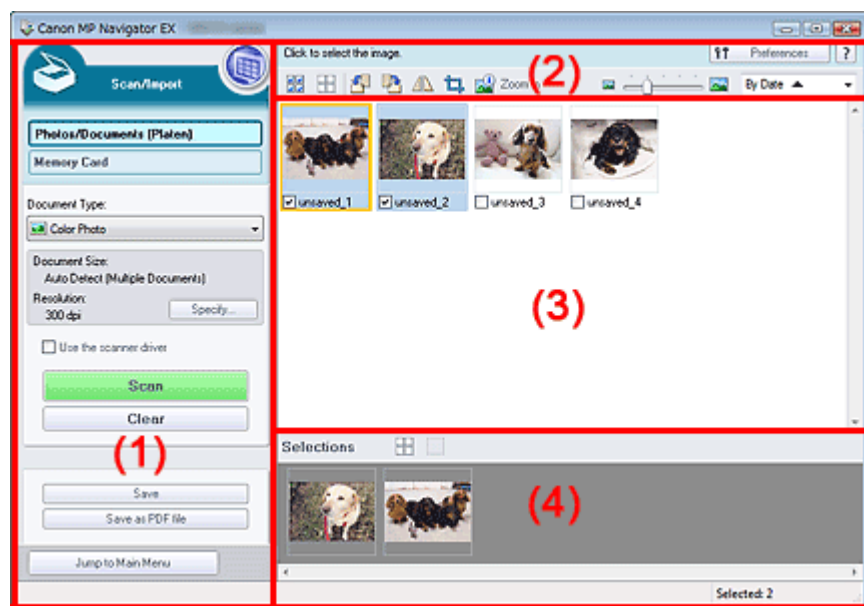 Canon MP Navigator EX
Scan/Import
Photos/Documents (Platen)
Memory Card
Document Type:
Color Photo
Document Size:
Auto Detect (Multiple Documents)
Resolution:
300 dpi
Specify...
Use the scanner driver
Scan
Clear
(1)
Save
Save as PDF file
Jump to Main Menu
Click to select the image.
Preferences
?
Zoom
(2)
By Date
unsaved_1
unsaved_2
unsaved_3
unsaved_4
(3)
Selections
(4)
Selected: 2